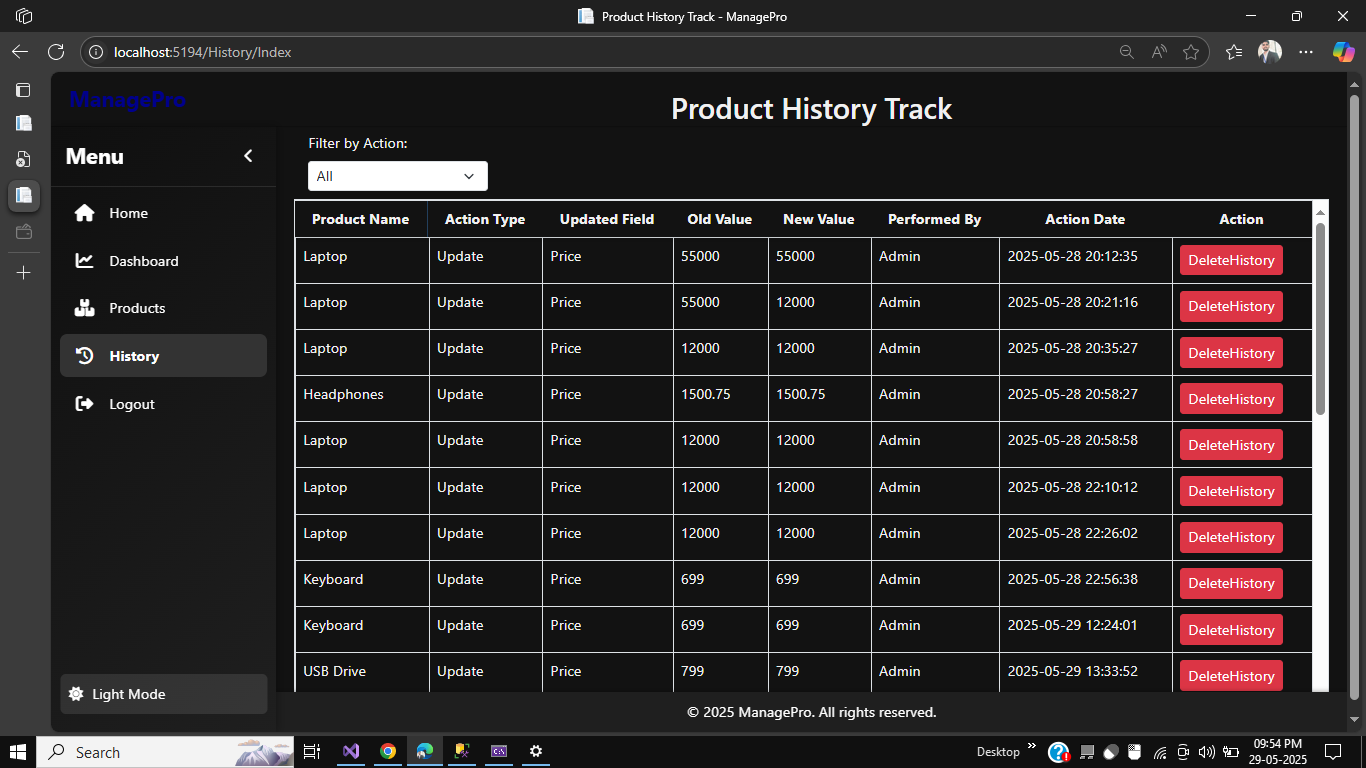 Product History Track - ManagePro
localhost:5194/History/Index
ManagePro
Product History Track
Menu
Home
Dashboard
Products
History
Logout
Light Mode
Filter by Action:
All
Product Name Action Type Updated Field Old Value New Value Performed By Action Date Action
Laptop Update Price 55000 55000 Admin 2025-05-28 20:12:35 DeleteHistory
Laptop Update Price 55000 12000 Admin 2025-05-28 20:21:16 DeleteHistory
Laptop Update Price 12000 12000 Admin 2025-05-28 20:35:27 DeleteHistory
Headphones Update Price 1500.75 1500.75 Admin 2025-05-28 20:58:27 DeleteHistory
Laptop Update Price 12000 12000 Admin 2025-05-28 20:58:58 DeleteHistory
Laptop Update Price 12000 12000 Admin 2025-05-28 22:10:12 DeleteHistory
Laptop Update Price 12000 12000 Admin 2025-05-28 22:26:02 DeleteHistory
Keyboard Update Price 699 699 Admin 2025-05-28 22:56:38 DeleteHistory
Keyboard Update Price 699 699 Admin 2025-05-29 12:24:01 DeleteHistory
USB Drive Update Price 799 799 Admin 2025-05-29 13:33:52 DeleteHistory
© 2025 ManagePro. All rights reserved.
Search
Desktop
09:54 PM
29-05-2025